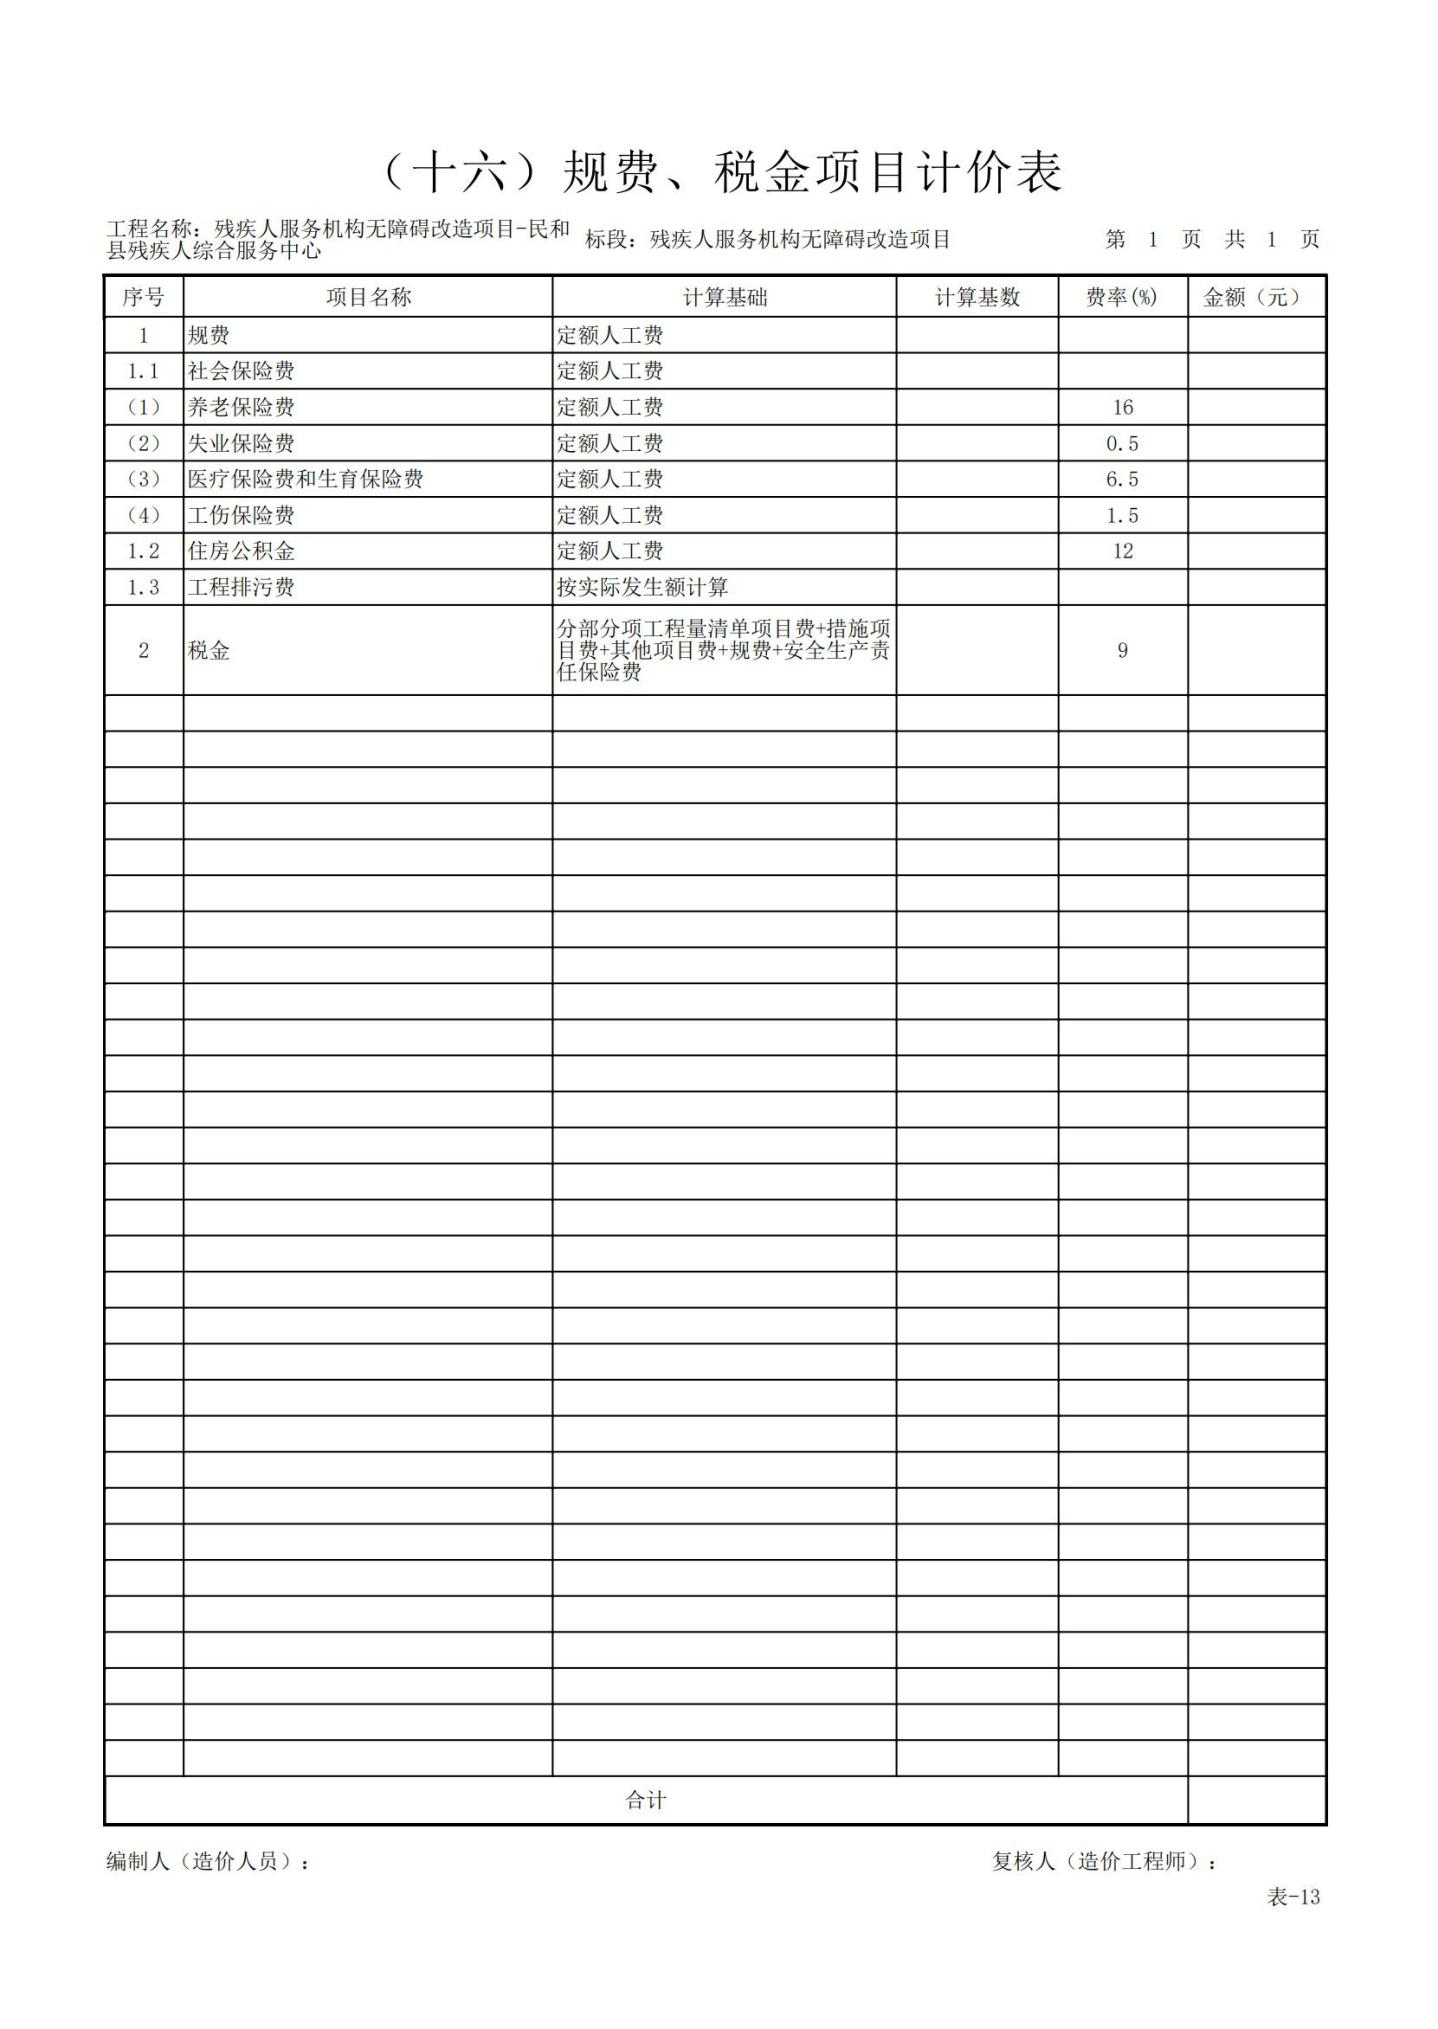 （十六）规费、税金项目计价表
工程名称：残疾人服务机构无障碍改造项目-民和
县残疾人综合服务中心
标段：残疾人服务机构无障碍改造项目
第 1 页 共 1 页
序号 项目名称 计算基础 计算基数 费率(%) 金额（元）
1 规费 定额人工费
1.1 社会保险费 定额人工费
（1） 养老保险费 定额人工费 16
（2） 失业保险费 定额人工费 0.5
（3） 医疗保险费和生育保险费 定额人工费 6.5
（4） 工伤保险费 定额人工费 1.5
1.2 住房公积金 定额人工费 12
1.3 工程排污费 按实际发生额计算
2 税金
分部分项工程量清单项目费+措施项
目费+其他项目费+规费+安全生产责
任保险费
9
合计
编制人（造价人员）： 复核人（造价工程师）：
表-13